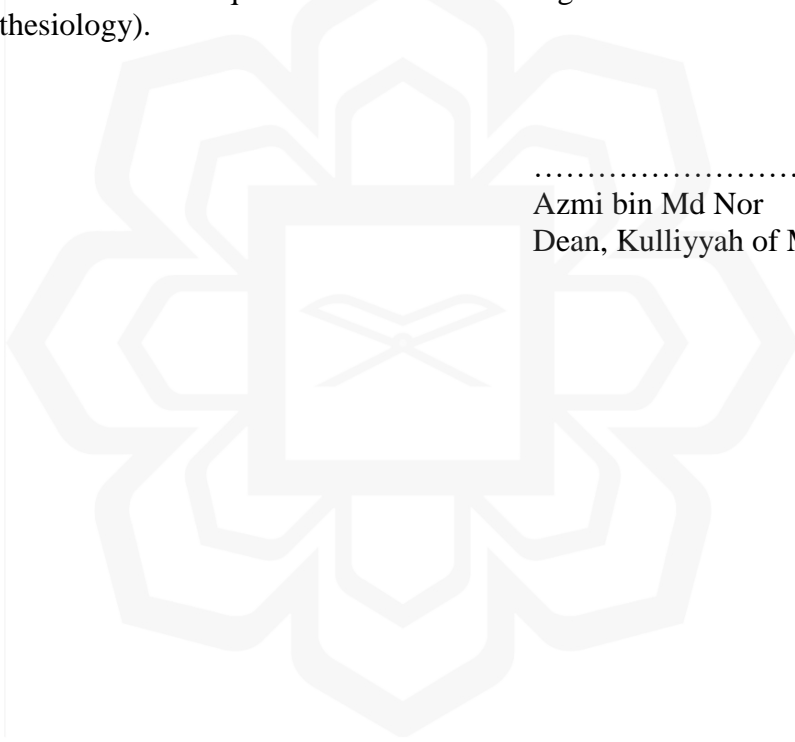 thesiology).
………………………
Azmi bin Md Nor
Dean, Kulliyyah of M